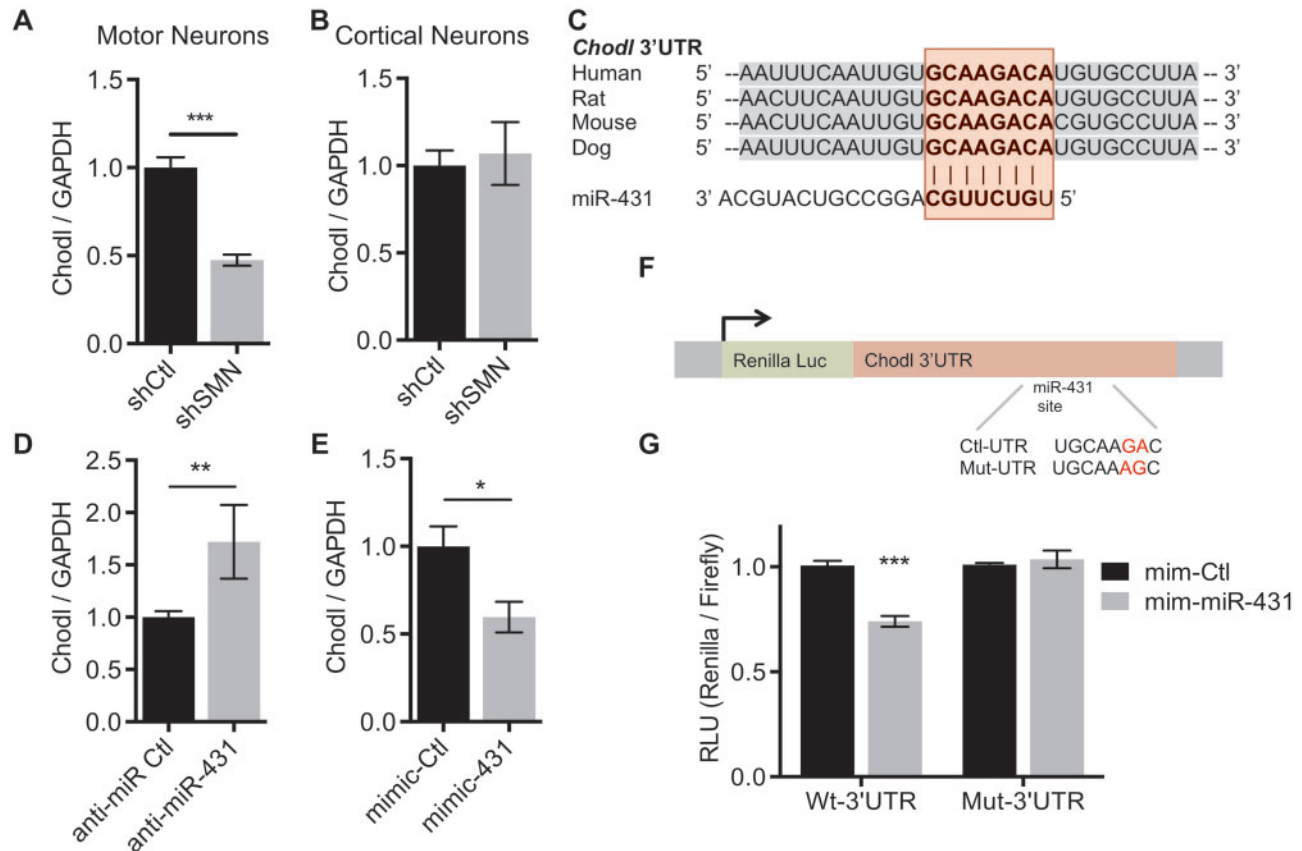 A
Motor Neurons
Chodl / GAPDH
1.5
1.0
0.5
0.0
***
shCtl
shSMN
B
Cortical Neurons
Chodl / GAPDH
1.5
1.0
0.5
0.0
shCtl
shSMN
C
Chodl 3'UTR
Human 5' --AAUUUCAAUUGUGCAAGACAUGUGCCUUA -- 3'
Rat 5' --AACUUCAAUUGUGCAAGACAUGUGCCUUA -- 3'
Mouse 5' --AACUUCAAUUGUGCAAGACACGUGCCUUA -- 3'
Dog 5' --AAUUUCAAUUGUGCAAGACAUGUGCCUUA -- 3'
miR-431 3' ACGUACUGCCGGACGUUCUGU 5'
D
Chodl / GAPDH
2.5
2.0
1.5
1.0
0.5
0.0
**
anti-miR Ctl
anti-miR-431
E
Chodl / GAPDH
1.5
1.0
0.5
0.0
*
mimic-Ctl
mimic-431
F
Renilla Luc
Chodl 3'UTR
miR-431
site
Ctl-UTR UGCAAGAC
Mut-UTR UGCAAAGC
G
RLU (Renilla / Firefly)
1.0
0.5
0.0
***
Wt-3'UTR
Mut-3'UTR
mim-Ctl
mim-miR-431